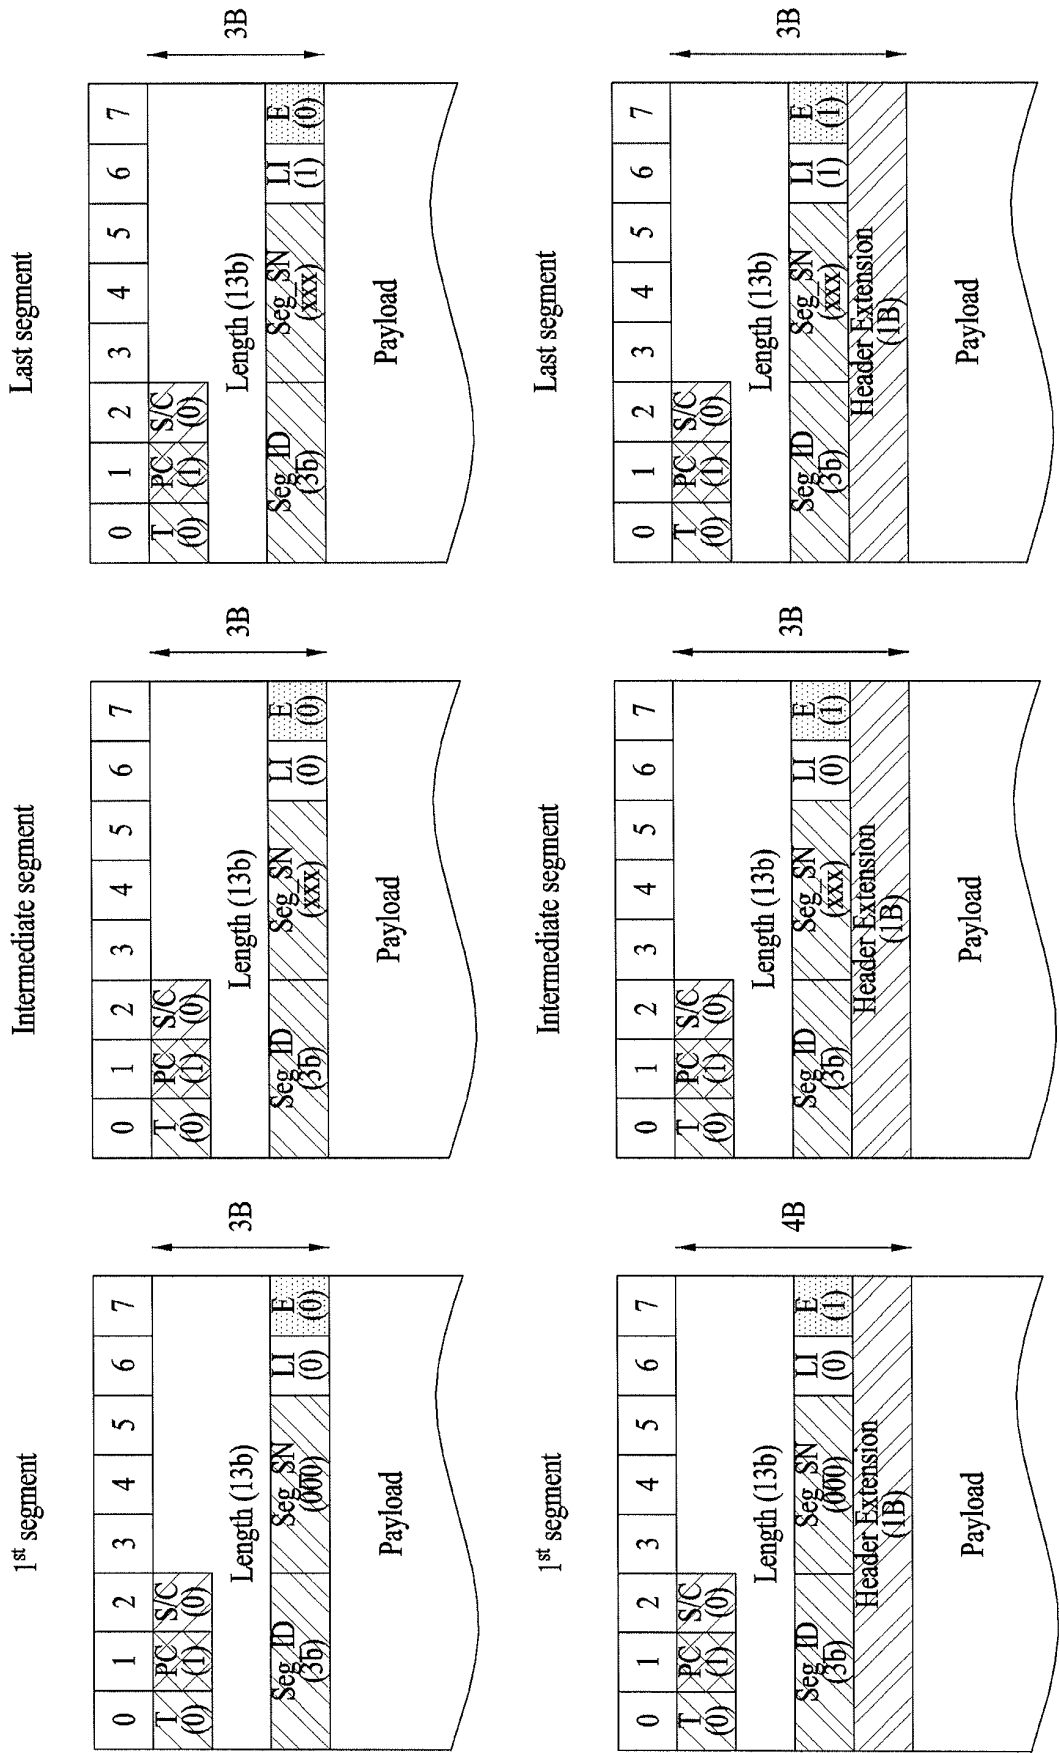 1st segment
0 1 2 3 4 5 6 7
T PC S/C
(0) (1) (0)
Length (13b)
Seg_ID Seg_SN LI E
(3b) (000) (0) (0)
Payload
3B
Intermediate segment
0 1 2 3 4 5 6 7
T PC S/C
(0) (1) (0)
Length (13b)
Seg_ID Seg_SN LI E
(3b) (xxx) (0) (0)
Payload
3B
Last segment
0 1 2 3 4 5 6 7
T PC S/C
(0) (1) (0)
Length (13b)
Seg_ID Seg_SN LI E
(3b) (xxx) (1) (0)
Payload
3B
1st segment
0 1 2 3 4 5 6 7
T PC S/C
(0) (1) (0)
Length (13b)
Seg_ID Seg_SN LI E
(3b) (000) (0) (1)
Header Extension
(1B)
Payload
4B
Intermediate segment
0 1 2 3 4 5 6 7
T PC S/C
(0) (1) (0)
Length (13b)
Seg_ID Seg_SN LI E
(3b) (xxx) (0) (1)
Header Extension
(1B)
Payload
3B
Last segment
0 1 2 3 4 5 6 7
T PC S/C
(0) (1) (0)
Length (13b)
Seg_ID Seg_SN LI E
(3b) (xxx) (1) (1)
Header Extension
(1B)
Payload
3B